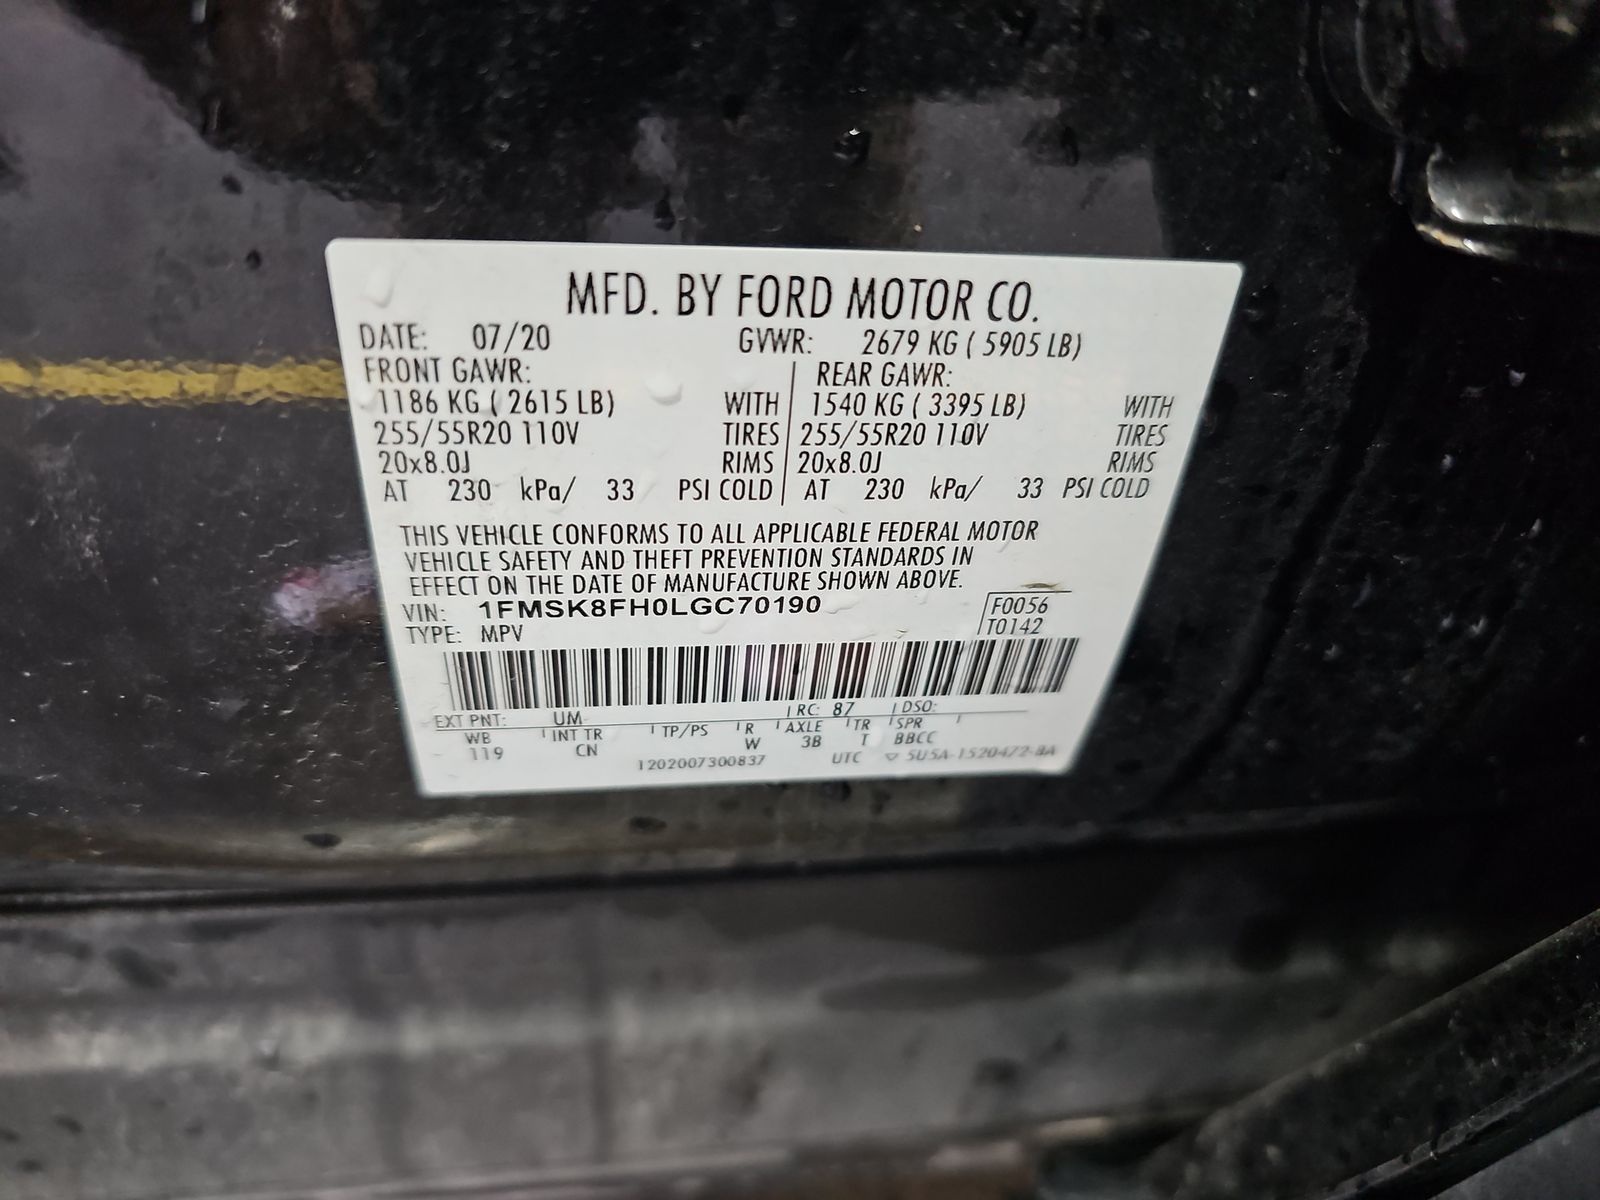 MFD. BY FORD MOTOR CO.
DATE: 07/20 GVWR: 2679 KG ( 5905 LB)
FRONT GAWR: REAR GAWR:
1186 KG ( 2615 LB) WITH 1540 KG ( 3395 LB) WITH
255/55R20 110V TIRES 255/55R20 110V TIRES
20x8.0J RIMS 20x8.0J RIMS
AT 230 kPa/ 33 PSI COLD AT 230 kPa/ 33 PSI COLD
THIS VEHICLE CONFORMS TO ALL APPLICABLE FEDERAL MOTOR
VEHICLE SAFETY AND THEFT PREVENTION STANDARDS IN
EFFECT ON THE DATE OF MANUFACTURE SHOWN ABOVE.
VIN: 1FMSK8FH0LGC70190 F0056
TYPE: MPV T0142
EXT PNT: UM RC: 87 DSO:
WB INT TR TP/PS R AXLE TR SPR
119 CN W 3B T BBCC
1202007300837 UTC ▽ 5U5A-1520472-BA